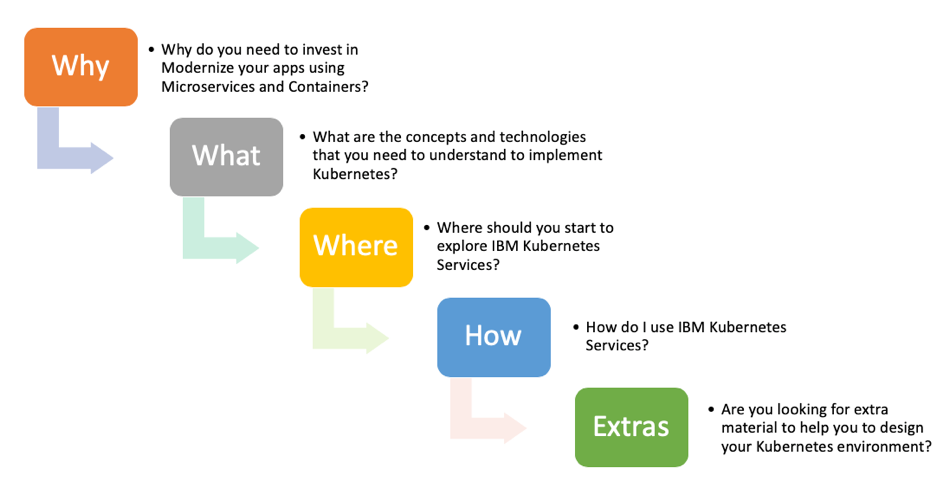 Why
• Why do you need to invest in
Modernize your apps using
Microservices and Containers?
What
• What are the concepts and technologies
that you need to understand to implement
Kubernetes?
Where
• Where should you start to
explore IBM Kubernetes
Services?
How
• How do I use IBM Kubernetes
Services?
Extras
• Are you looking for extra
material to help you to design
your Kubernetes environment?